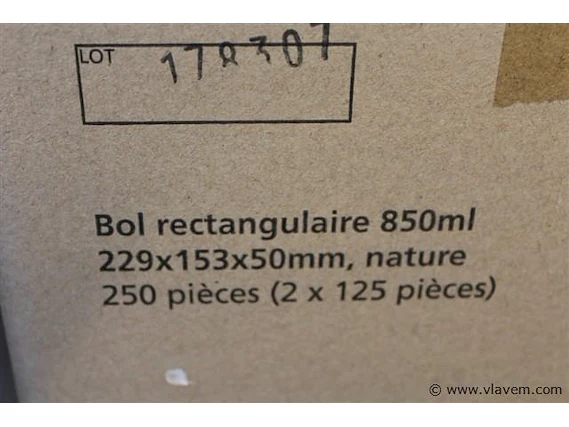 LOT 178307
Bol rectangulaire 850ml
229x153x50mm, nature
250 pièces (2 x 125 pièces)
© www.vlavem.com